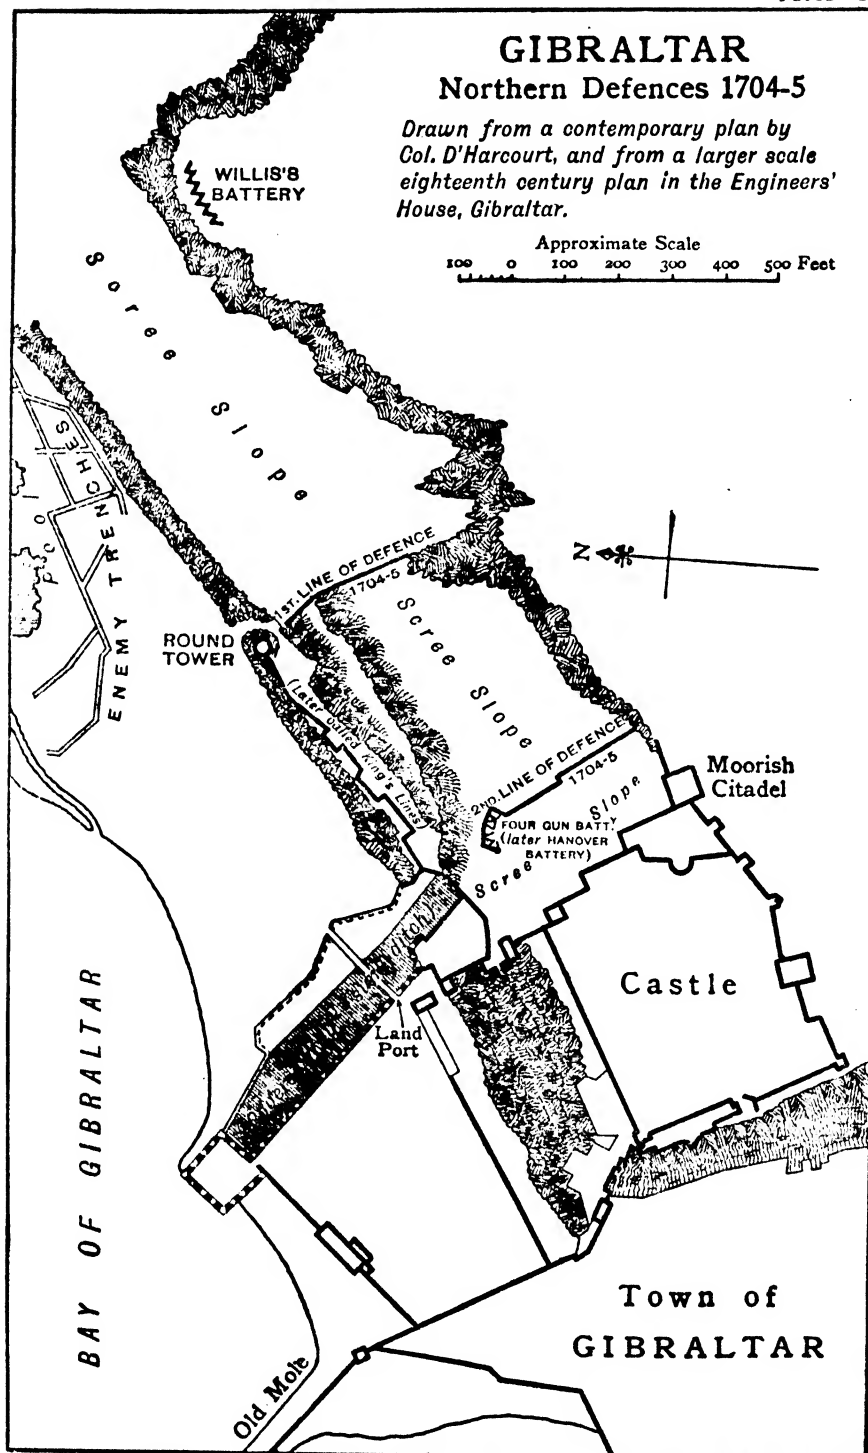 GIBRALTAR
Northern Defences 1704-5
Drawn from a contemporary plan by
Col. D'Harcourt, and from a larger scale
eighteenth century plan in the Engineers'
House, Gibraltar.
Approximate Scale
100 0 100 200 300 400 500 Feet
WILLIS'S
BATTERY
Scree Slope
ENEMY TRENCHES
Pool
N
1ST. LINE OF DEFENCE
1704-5
ROUND
TOWER
(Later called King's Lines)
Scree Slope
2ND. LINE OF DEFENCE
1704-5
Moorish
Citadel
FOUR GUN BATTY.
(later HANOVER
BATTERY)
Scree Slope
ditch
Castle
Land
Port
BAY OF GIBRALTAR
Old Mole
Town of
GIBRALTAR